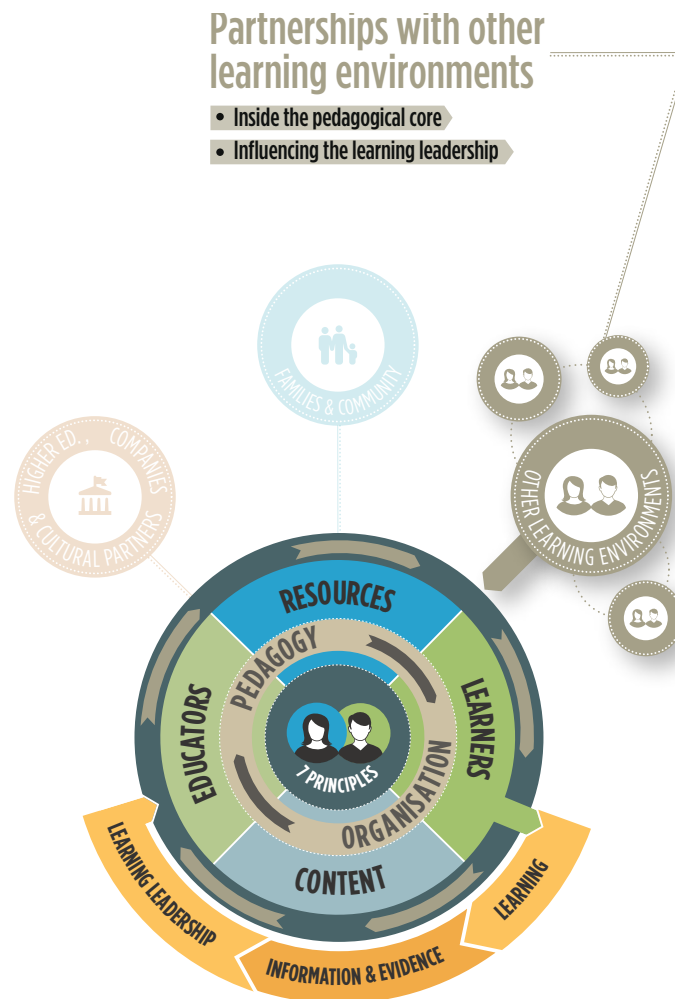 Partnerships with other
learning environments
• Inside the pedagogical core
• Influencing the learning leadership
FAMILIES & COMMUNITY
HIGHER ED., COMPANIES
& CULTURAL PARTNERS
OTHER LEARNING ENVIRONMENTS
RESOURCES
PEDAGOGY
EDUCATORS
LEARNERS
7 PRINCIPLES
ORGANISATION
CONTENT
LEARNING LEADERSHIP
LEARNING
INFORMATION & EVIDENCE